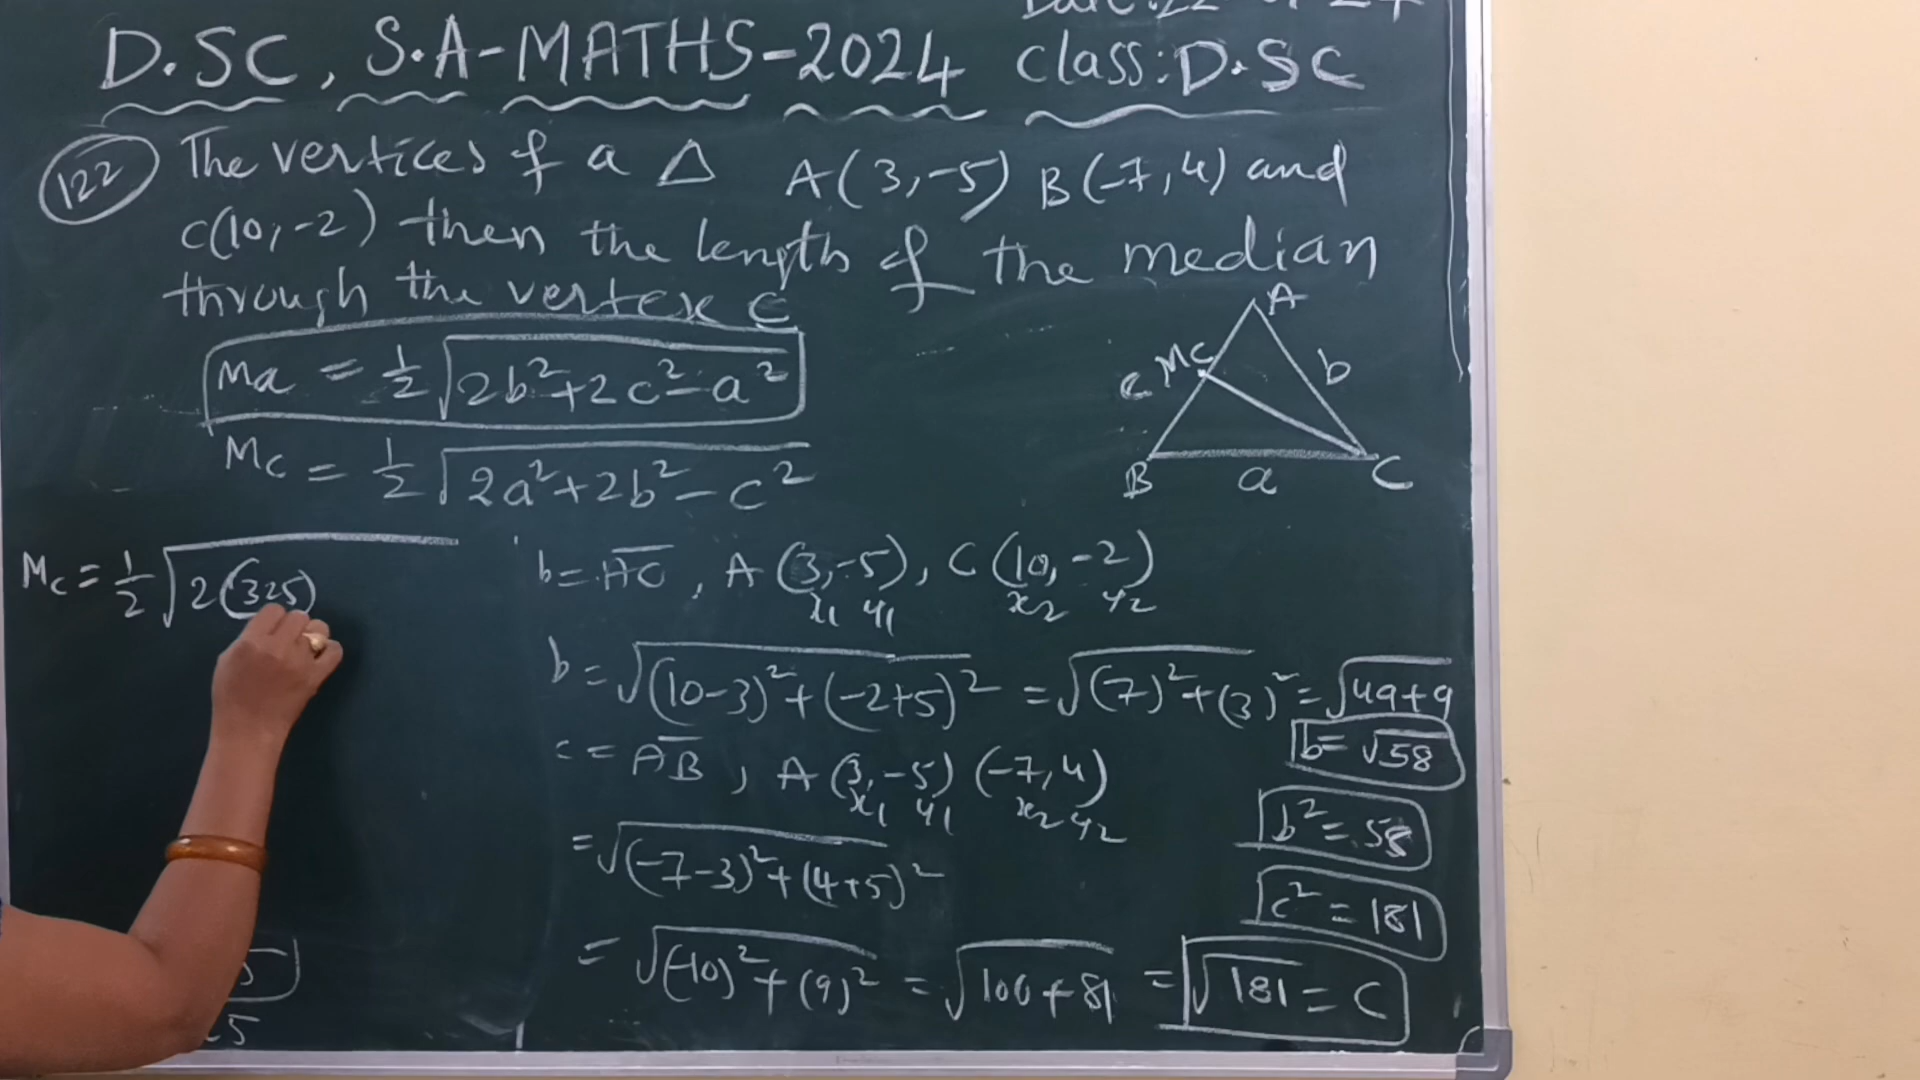 D.SC, S.A-MATHS-2024 class: D.SC
122 The vertices of a Δ A(3,-5) B(-7,4) and
C(10,-2) then the length of the median
through the vertex C
Ma = 1/2 √(2b²+2c²-a²)
Mc = 1/2 √(2a²+2b²-c²)
A
Mc
c
b
B
a
C
Mc = 1/2 √2(325)
b = AC, A(3,-5), C(10,-2)
x₁ y₁ x₂ y₂
b = √(10-3)²+(-2+5)² = √(7)²+(3)² = √49+9
b = √58
c = AB, A(3,-5) (-7,4)
x₁ y₁ x₂ y₂
b² = 58
= √(-7-3)²+(4+5)²
c² = 181
= √(-10)²+(9)² = √100+81 = √181 = C